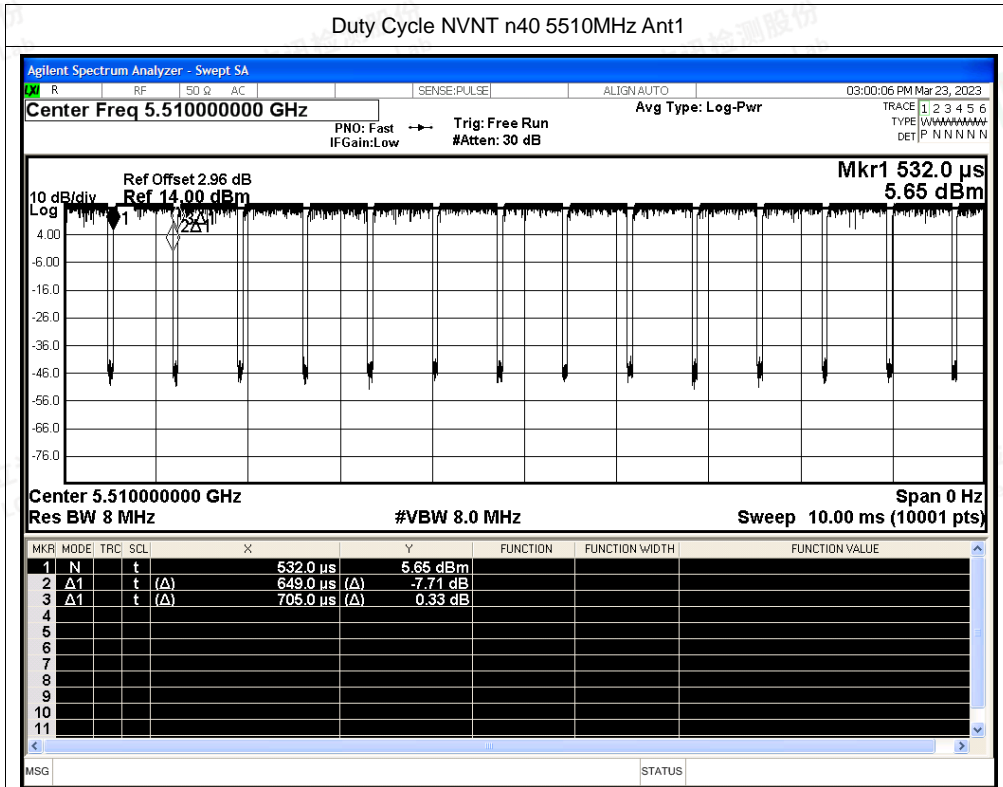 Duty Cycle NVNT n40 5510MHz Ant1
Agilent Spectrum Analyzer - Swept SA
LXI R RF 50 Ω AC SENSE:PULSE ALIGN AUTO 03:00:06 PM Mar 23, 2023
Center Freq 5.510000000 GHz Avg Type: Log-Pwr TRACE 1 2 3 4 5 6
PNO: Fast Trig: Free Run TYPE
IFGain:Low #Atten: 30 dB DET P N N N N N
Mkr1 532.0 µs
Ref Offset 2.96 dB
10 dB/div Ref 14.00 dBm 5.65 dBm
Log
1 2Δ1
4.00
-6.00
-16.0
-26.0
-36.0
-46.0
-56.0
-66.0
-76.0
Center 5.510000000 GHz Span 0 Hz
Res BW 8 MHz #VBW 8.0 MHz Sweep 10.00 ms (10001 pts)
MKR MODE TRC SCL X Y FUNCTION FUNCTION WIDTH FUNCTION VALUE
1 N t 532.0 µs 5.65 dBm
2 Δ1 t (Δ) 649.0 µs (Δ) -7.71 dB
3 Δ1 t (Δ) 705.0 µs (Δ) 0.33 dB
4
5
6
7
8
9
10
11
MSG STATUS